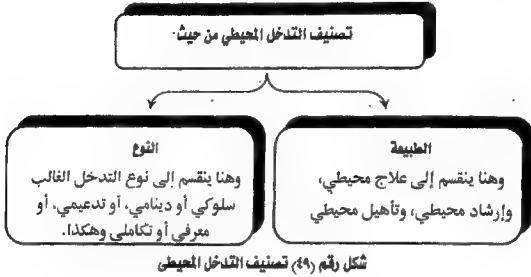 تصنيف التدخل المحيطي من حيث:
الطبيعة
وهنا ينقسم إلى علاج محيطي،
وإرشاد محيطي، وتأهيل محيطي
النوع
وهنا ينقسم إلى نوع التدخل الغالب
سلوكي أو دينامي، أو تدعيمي، أو
معرفي أو تكاملي وهكذا.
شكل رقم (٤٩) تصنيف التدخل المحيطي